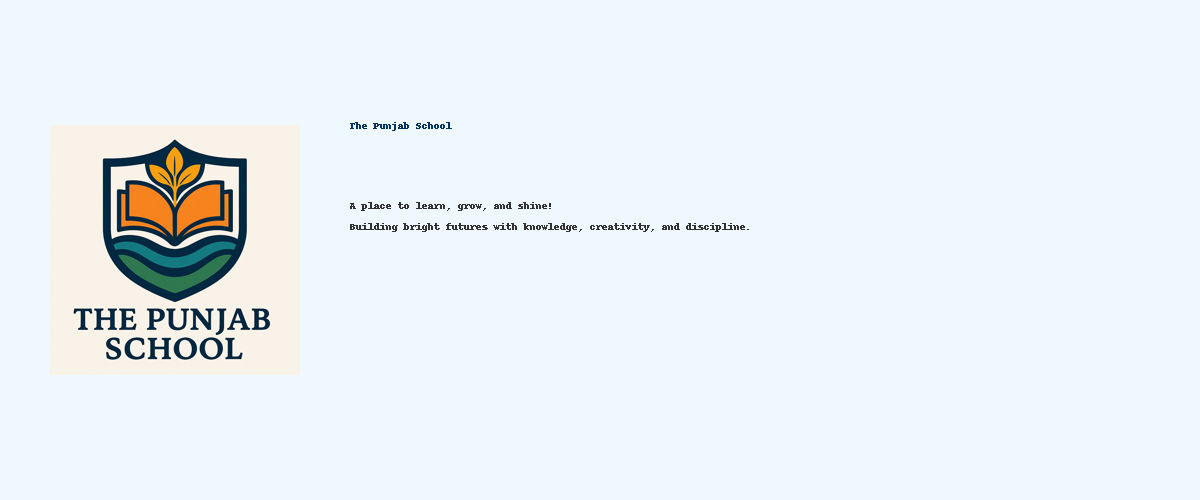 THE PUNJAB
SCHOOL
The Punjab School
A place to learn, grow, and shine!
Building bright futures with knowledge, creativity, and discipline.